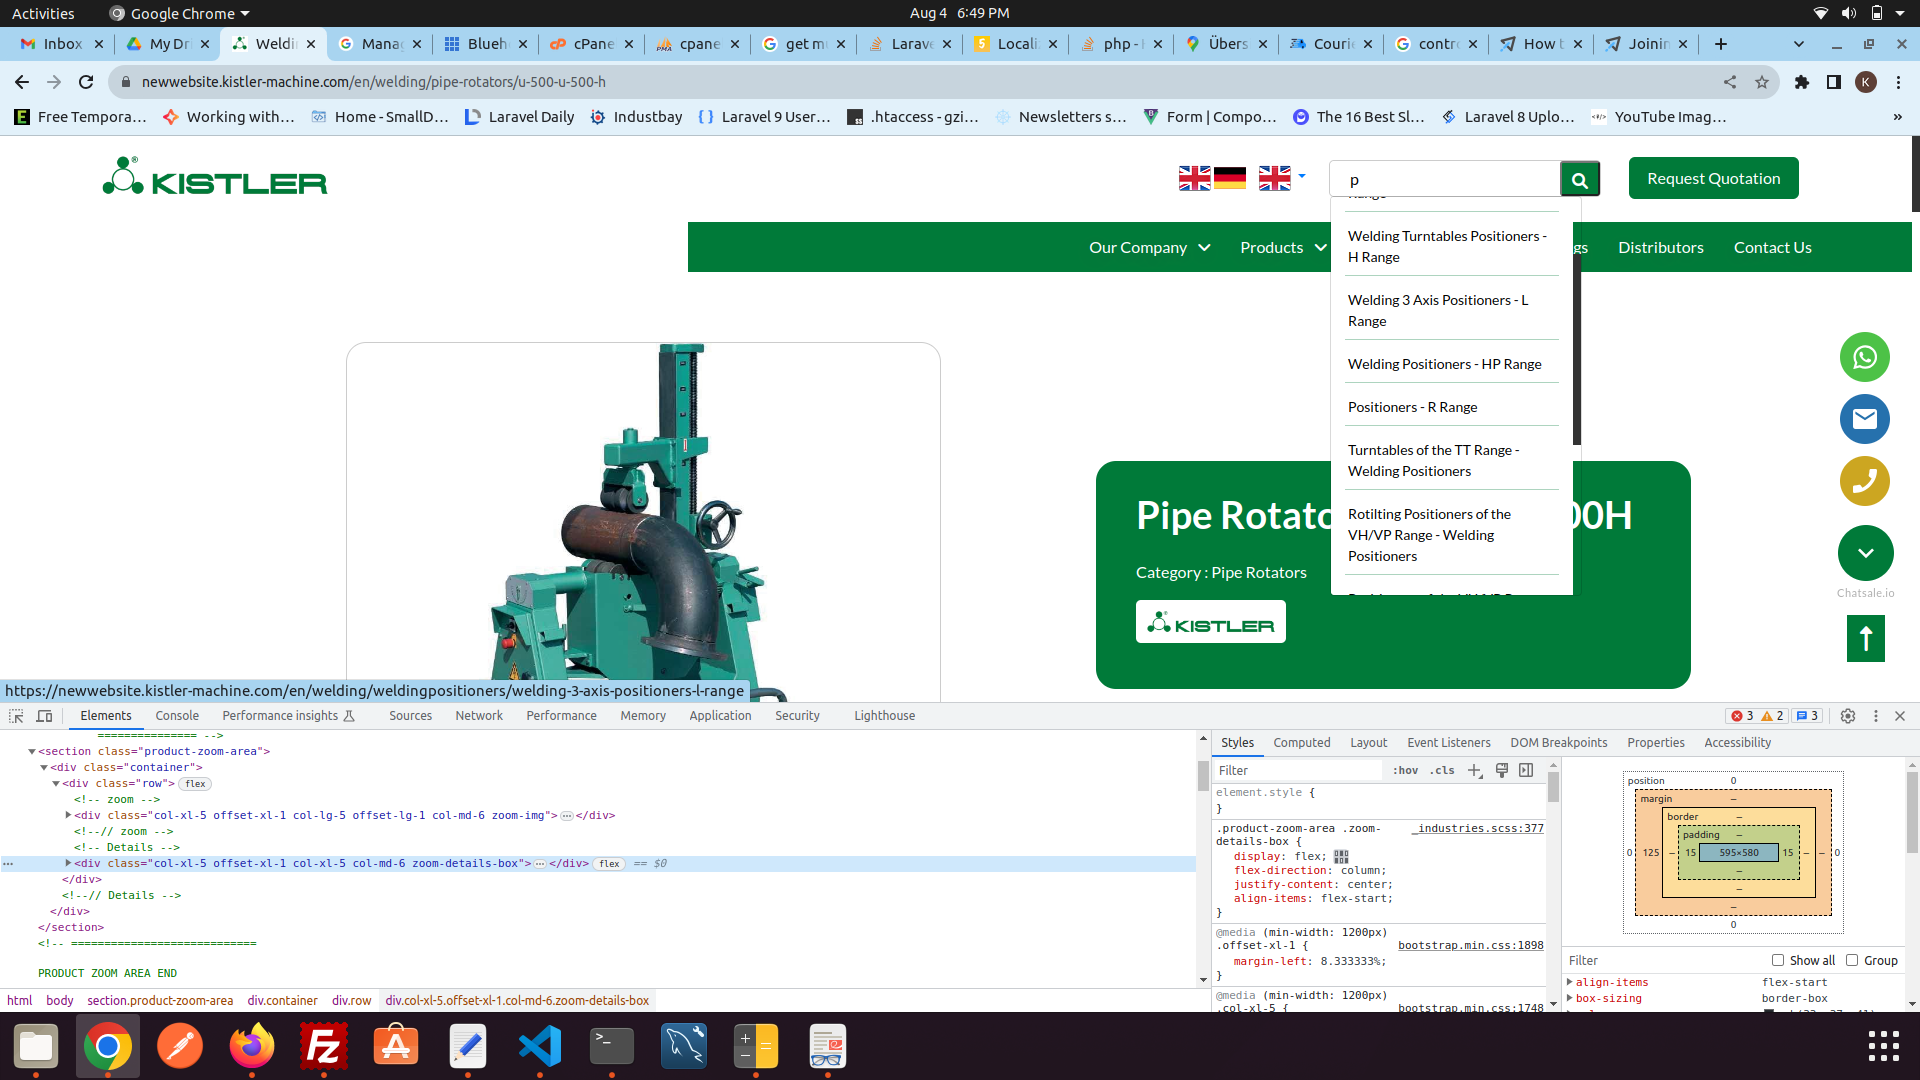 Activities
Google Chrome
Aug 4 6:49 PM
Inbox
My Dri
Weldin
Manag
Blueh
cPane
cpane
get m
Larave
Locali
php -
Übers
Courie
contro
How t
Joinin
newwebsite.kistler-machine.com/en/welding/pipe-rotators/u-500-u-500-h
K
Free Tempora…
Working with…
Home - SmallD…
Laravel Daily
Industbay
Laravel 9 User…
.htaccess - gzi…
Newsletters s…
Form | Compo…
The 16 Best Sl…
Laravel 8 Uplo…
YouTube Imag…
»
KISTLER
p
Request Quotation
Range
Our Company
Products
gs
Distributors
Contact Us
Welding Turntables Positioners -
H Range
Welding 3 Axis Positioners - L
Range
Welding Positioners - HP Range
Positioners - R Range
Turntables of the TT Range -
Welding Positioners
Rotilting Positioners of the
VH/VP Range - Welding
Positioners
Pipe Rotato
00H
Category : Pipe Rotators
KISTLER
Chatsale.io
https://newwebsite.kistler-machine.com/en/welding/weldingpositioners/welding-3-axis-positioners-l-range
Elements
Console
Performance insights
Sources
Network
Performance
Memory
Application
Security
Lighthouse
3
2
3
=============== -->
<section class="product-zoom-area">
<div class="container">
<div class="row"> flex
<!-- zoom -->
<div class="col-xl-5 offset-xl-1 col-lg-5 offset-lg-1 col-md-6 zoom-img"> … </div>
<!--// zoom -->
<!-- Details -->
… <div class="col-xl-5 offset-xl-1 col-xl-5 col-md-6 zoom-details-box"> … </div> flex == $0
</div>
<!--// Details -->
</div>
</section>
<!-- ============================
PRODUCT ZOOM AREA END
html body section.product-zoom-area div.container div.row div.col-xl-5.offset-xl-1.col-md-6.zoom-details-box
Styles
Computed
Layout
Event Listeners
DOM Breakpoints
Properties
Accessibility
Filter
:hov .cls
element.style {
}
.product-zoom-area .zoom- _industries.scss:377
details-box {
display: flex;
flex-direction: column;
justify-content: center;
align-items: flex-start;
}
@media (min-width: 1200px)
.offset-xl-1 { bootstrap.min.css:1898
margin-left: 8.333333%;
}
@media (min-width: 1200px)
.col-xl-5 { bootstrap.min.css:1748
position 0
margin –
border –
padding –
0 125 – 15 595×580 15 – – 0
–
–
–
0
Filter
Show all
Group
align-items flex-start
box-sizing border-box